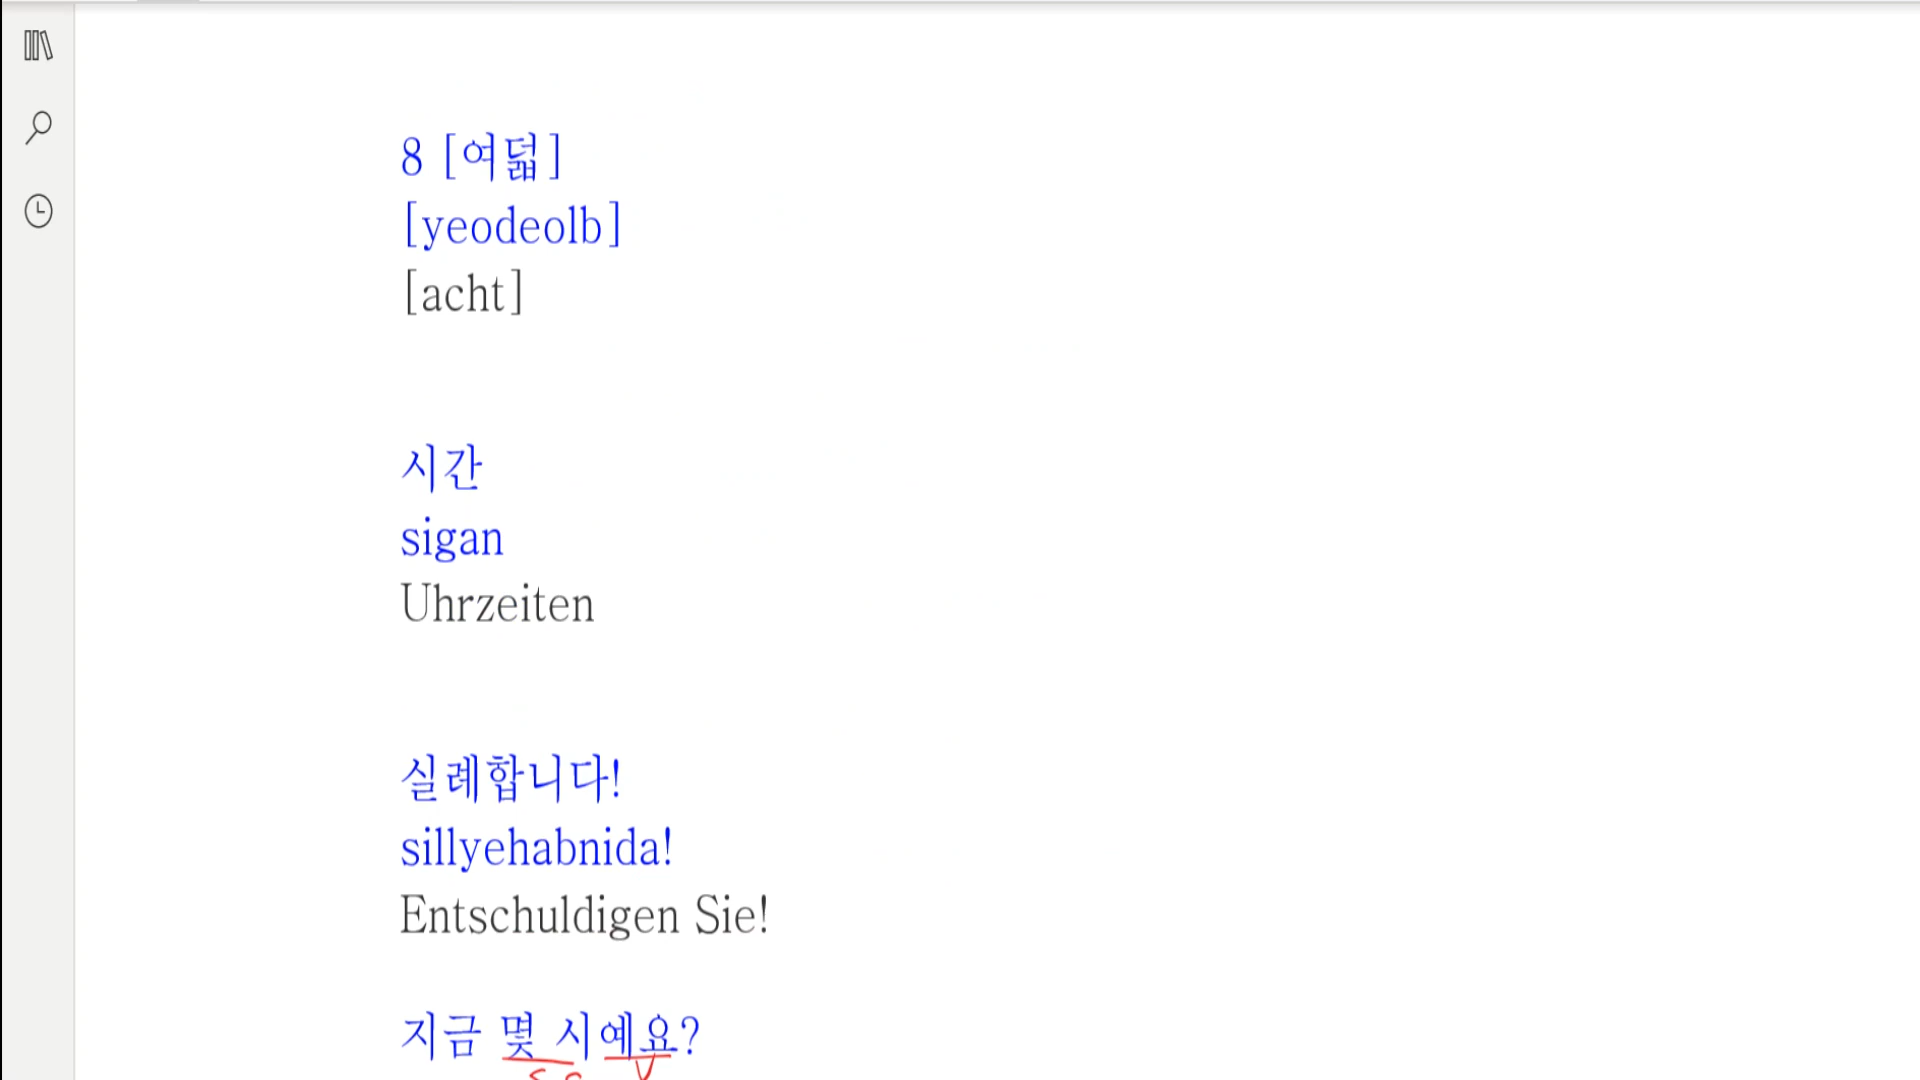 8 [여덟]
[yeodeolb]
[acht]
시간
sigan
Uhrzeiten
실례합니다!
sillyehabnida!
Entschuldigen Sie!
지금 몇 시예요?